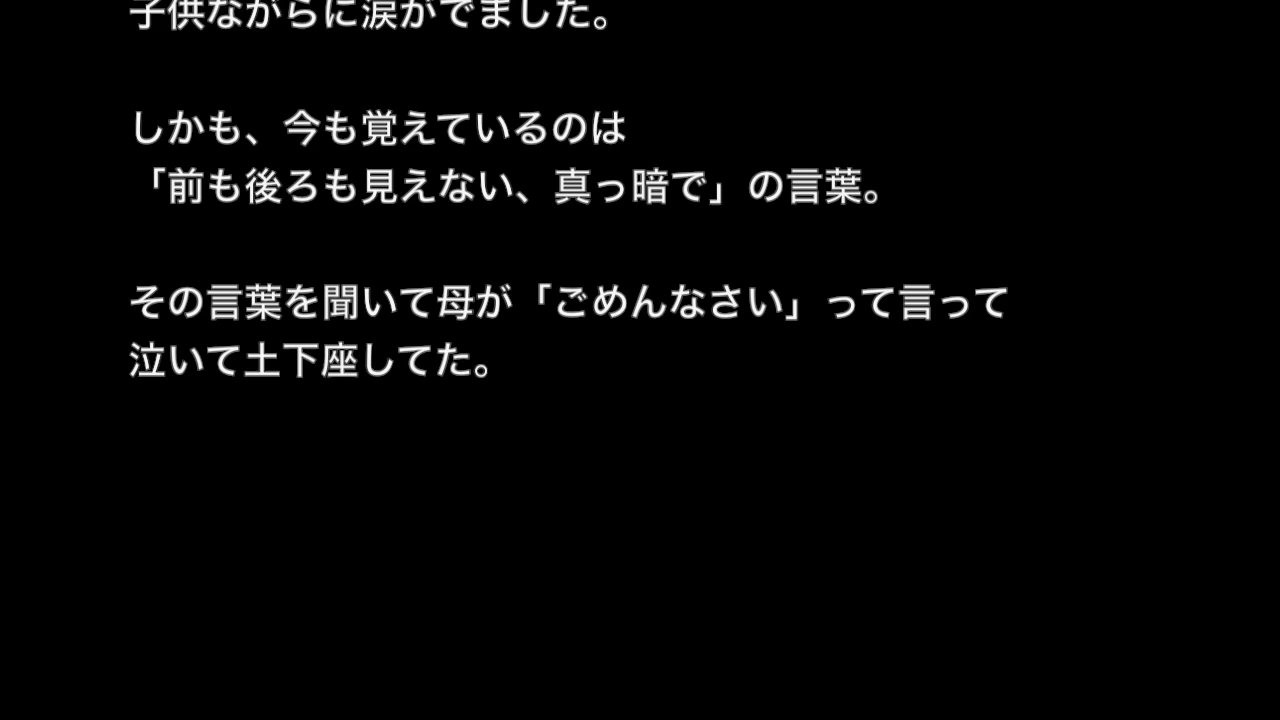 子供ながらに涙がでました。
しかも、今も覚えているのは
「前も後ろも見えない、真っ暗で」の言葉。
その言葉を聞いて母が「ごめんなさい」って言って
泣いて土下座してた。